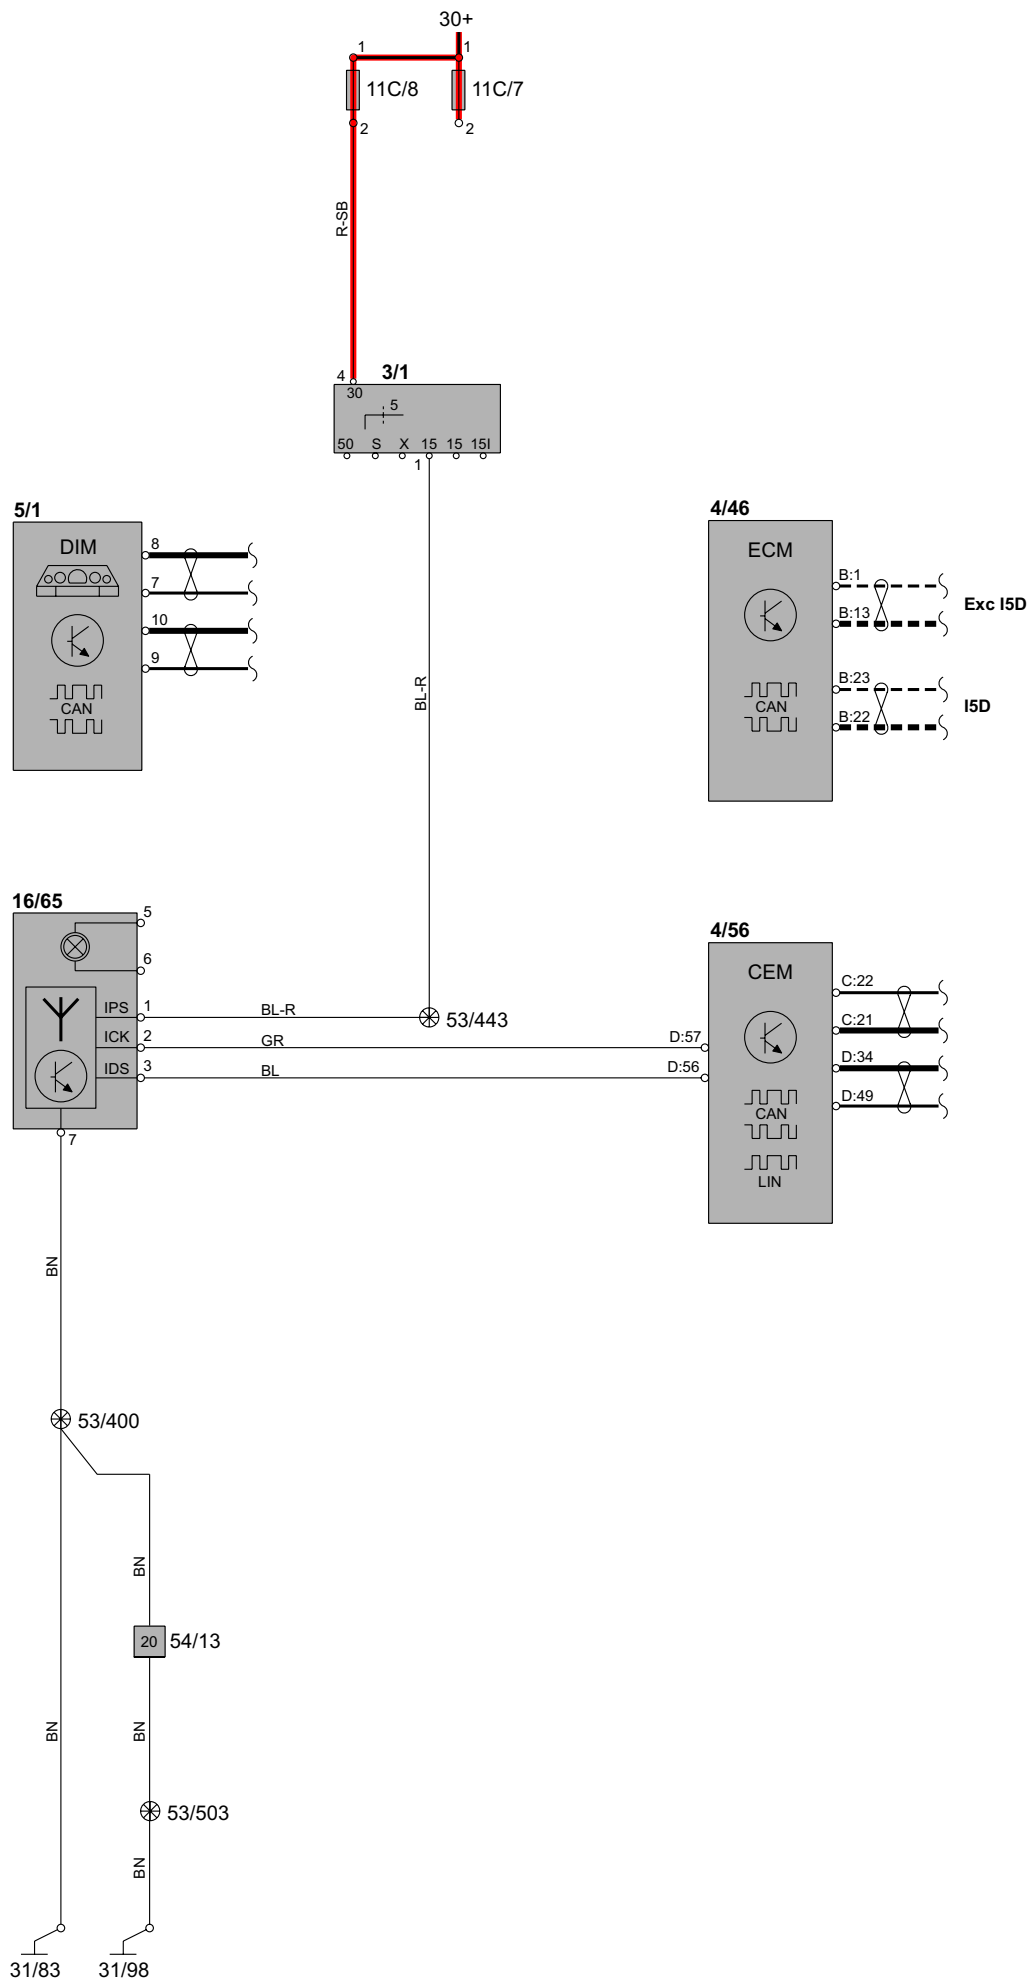 30+
1
1
11C/8
11C/7
2
2
R-SB
4
3/1
30
5
50 S X 15 15 15I
1
5/1
DIM
8
7
10
9
CAN
4/46
ECM
B:1
B:13
Exc I5D
B:23
B:22
I5D
CAN
BL-R
16/65
5
6
IPS 1 BL-R
53/443
ICK 2 GR D:57
IDS 3 BL D:56
7
4/56
CEM
C:22
C:21
D:34
D:49
CAN
LIN
BN
53/400
BN
20 54/13
BN
BN
53/503
BN
31/83
31/98